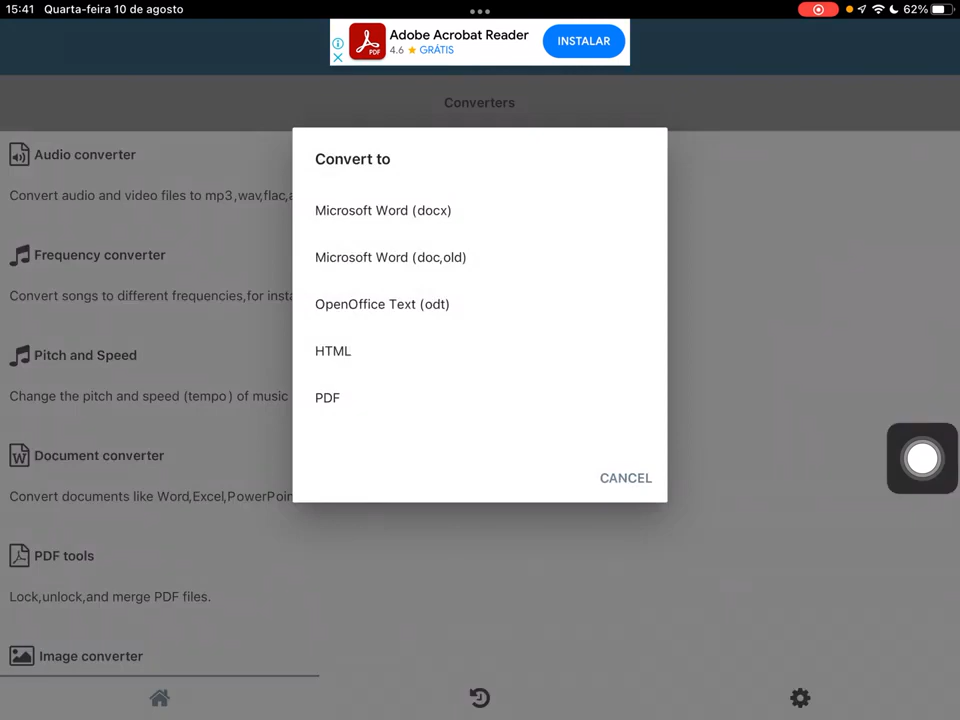 15:41 Quarta-feira 10 de agosto
62%
Adobe Acrobat Reader
4.6 ★ GRÁTIS
INSTALAR
PDF
Converters
Audio converter
Convert audio and video files to mp3,wav,flac,
Frequency converter
Convert songs to different frequencies,for
Pitch and Speed
Change the pitch and speed (tempo) of music
Document converter
Convert documents like Word,Excel,
PDF tools
Lock,unlock,and merge PDF files.
Image converter
Convert to
Microsoft Word (docx)
Microsoft Word (doc,old)
OpenOffice Text (odt)
HTML
PDF
CANCEL